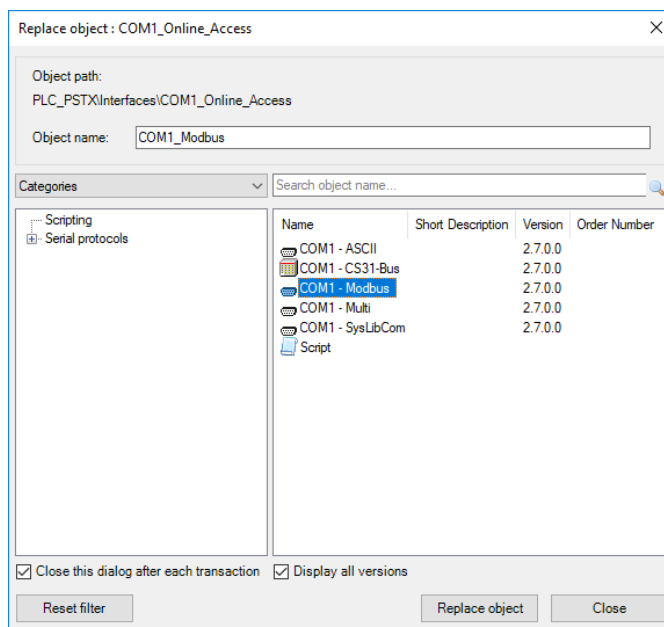 Replace object : COM1_Online_Access
Object path:
PLC_PSTX\Interfaces\COM1_Online_Access
Object name: COM1_Modbus
Categories Search object name...
Scripting
Serial protocols
Name Short Description Version Order Number
COM1 - ASCII 2.7.0.0
COM1 - CS31-Bus 2.7.0.0
COM1 - Modbus 2.7.0.0
COM1 - Multi 2.7.0.0
COM1 - SysLibCom 2.7.0.0
Script
Close this dialog after each transaction Display all versions
Reset filter Replace object Close